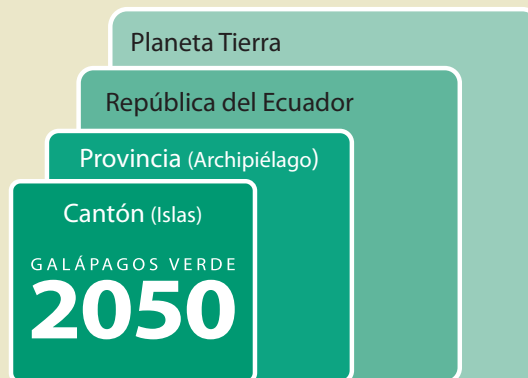 Planeta Tierra
República del Ecuador
Provincia (Archipiélago)
Cantón (Islas)
GALÁPAGOS VERDE
2050